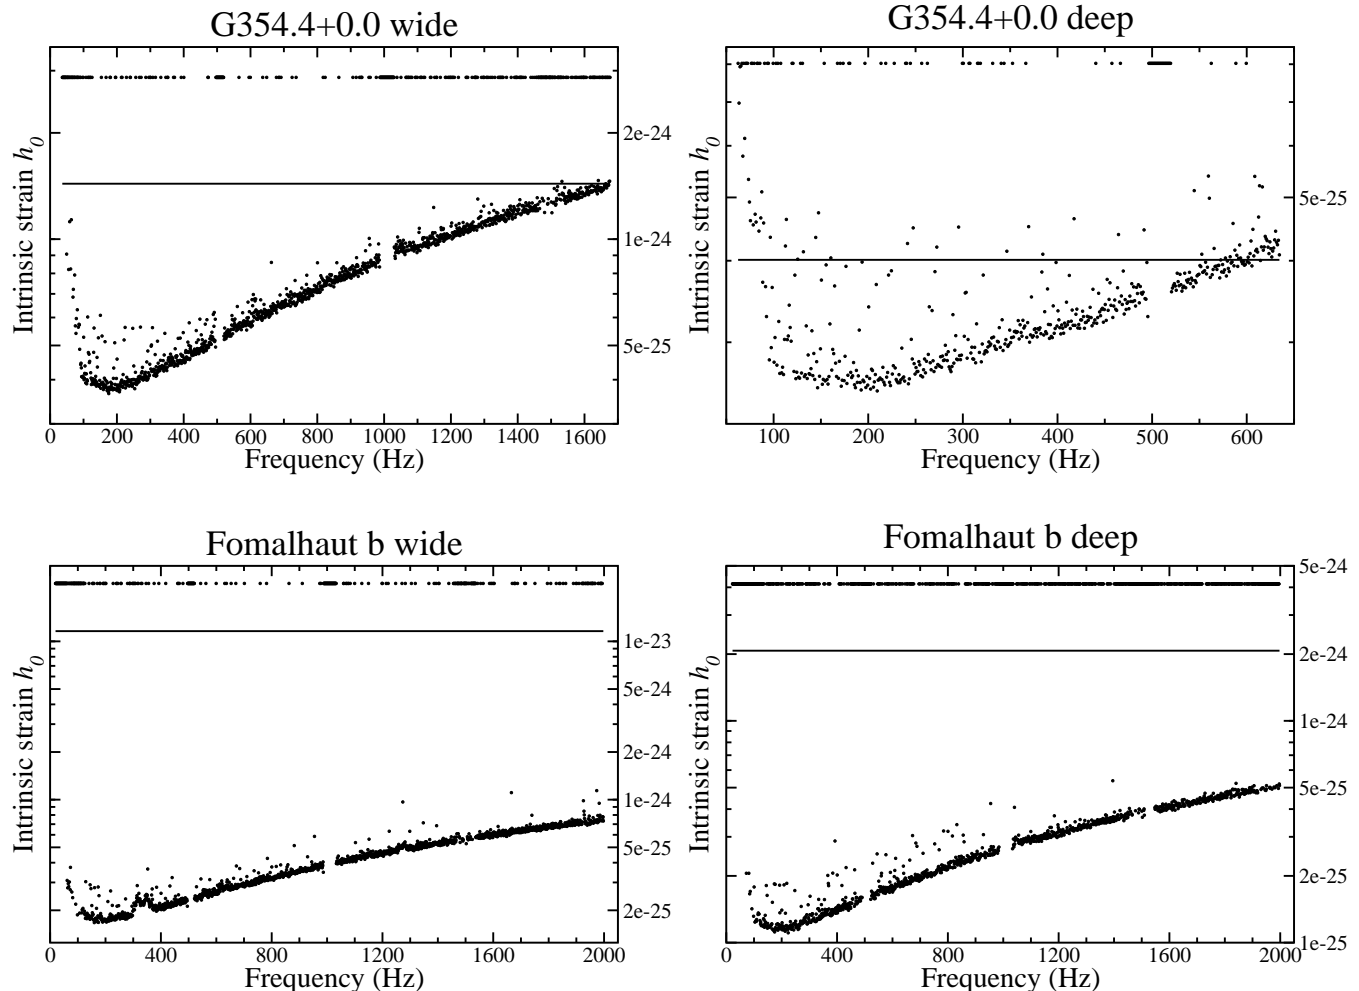 G354.4+0.0 wide
Intrinsic strain h0
2e-24
1e-24
5e-25
0 200 400 600 800 1000 1200 1400 1600
Frequency (Hz)
G354.4+0.0 deep
Intrinsic strain h0
5e-25
100 200 300 400 500 600
Frequency (Hz)
Fomalhaut b wide
Intrinsic strain h0
1e-23
5e-24
2e-24
1e-24
5e-25
2e-25
0 400 800 1200 1600 2000
Frequency (Hz)
Fomalhaut b deep
Intrinsic strain h0
5e-24
2e-24
1e-24
5e-25
2e-25
1e-25
0 400 800 1200 1600 2000
Frequency (Hz)